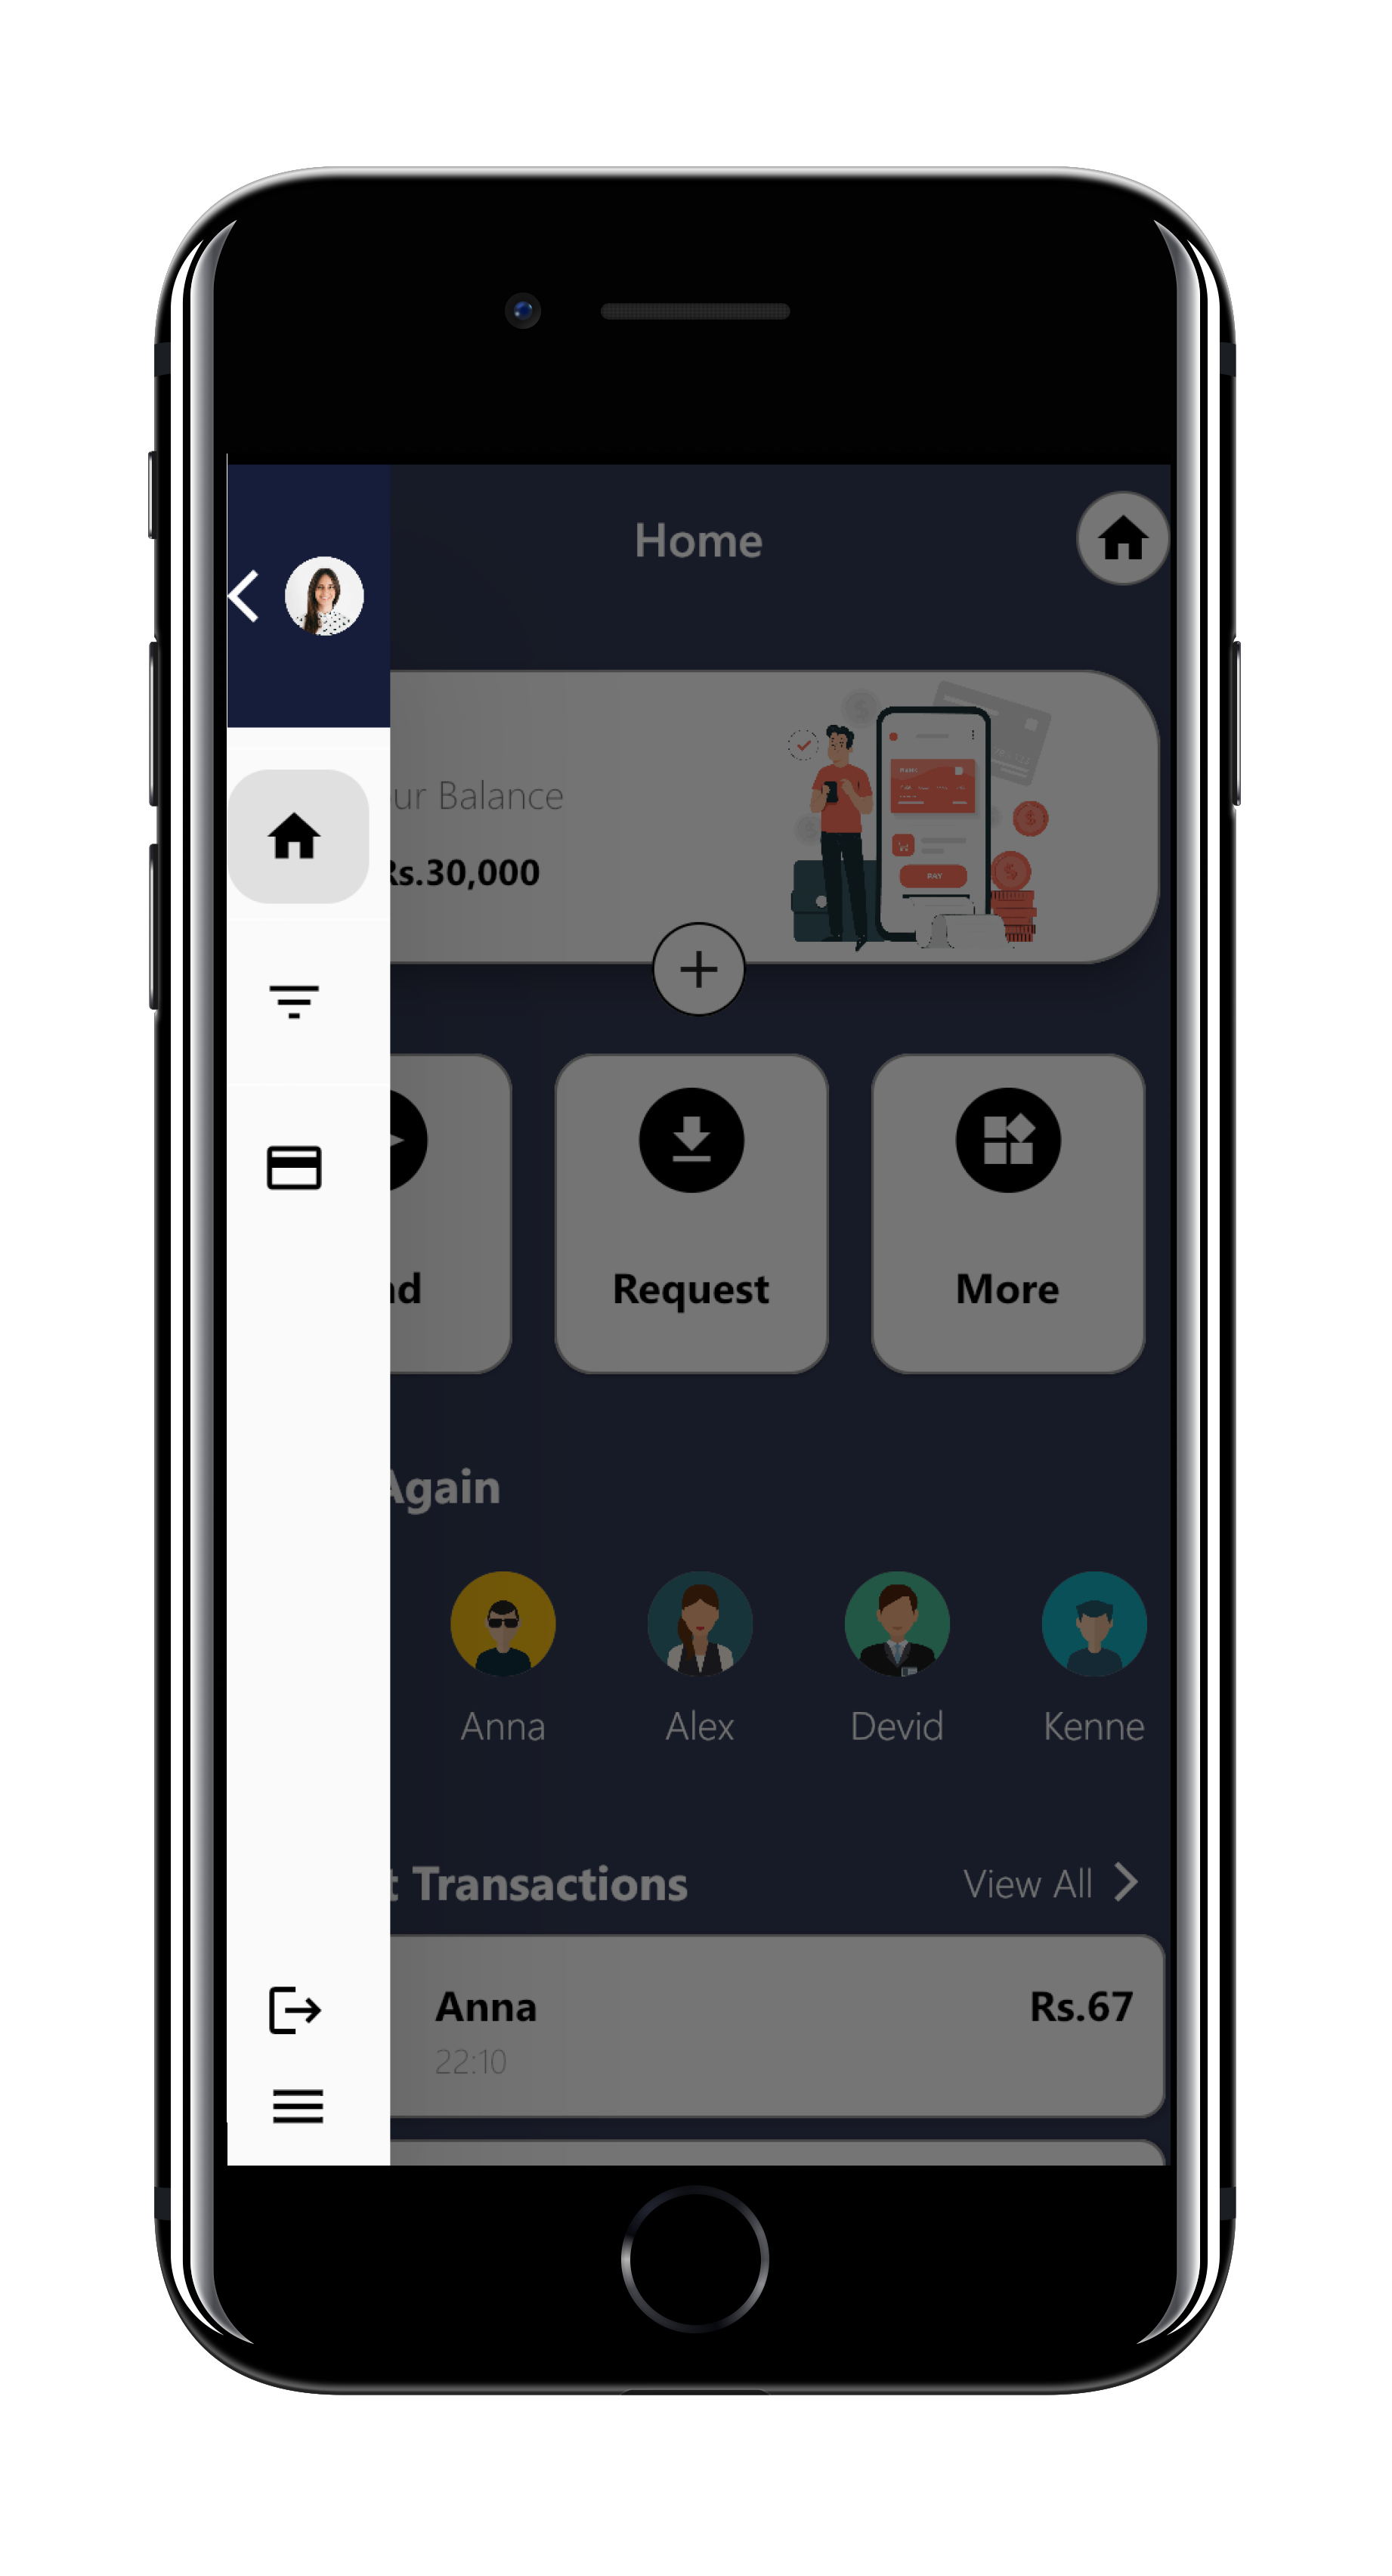 Home
ur Balance
Rs.30,000
PAY
nd
Request
More
Again
Anna
Alex
Devid
Kenne
t Transactions
View All
Anna
Rs.67
22:10